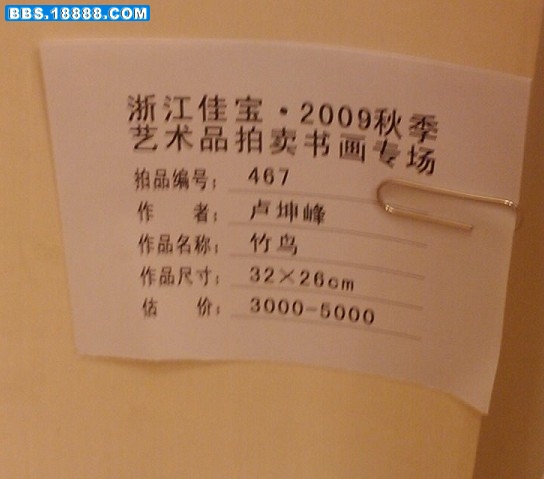 BBS.18888.COM
浙江佳宝·2009秋季
艺术品拍卖书画专场
拍品编号: 467
作 者: 卢坤峰
作品名称: 竹鸟
作品尺寸: 32×26cm
估 价: 3000-5000